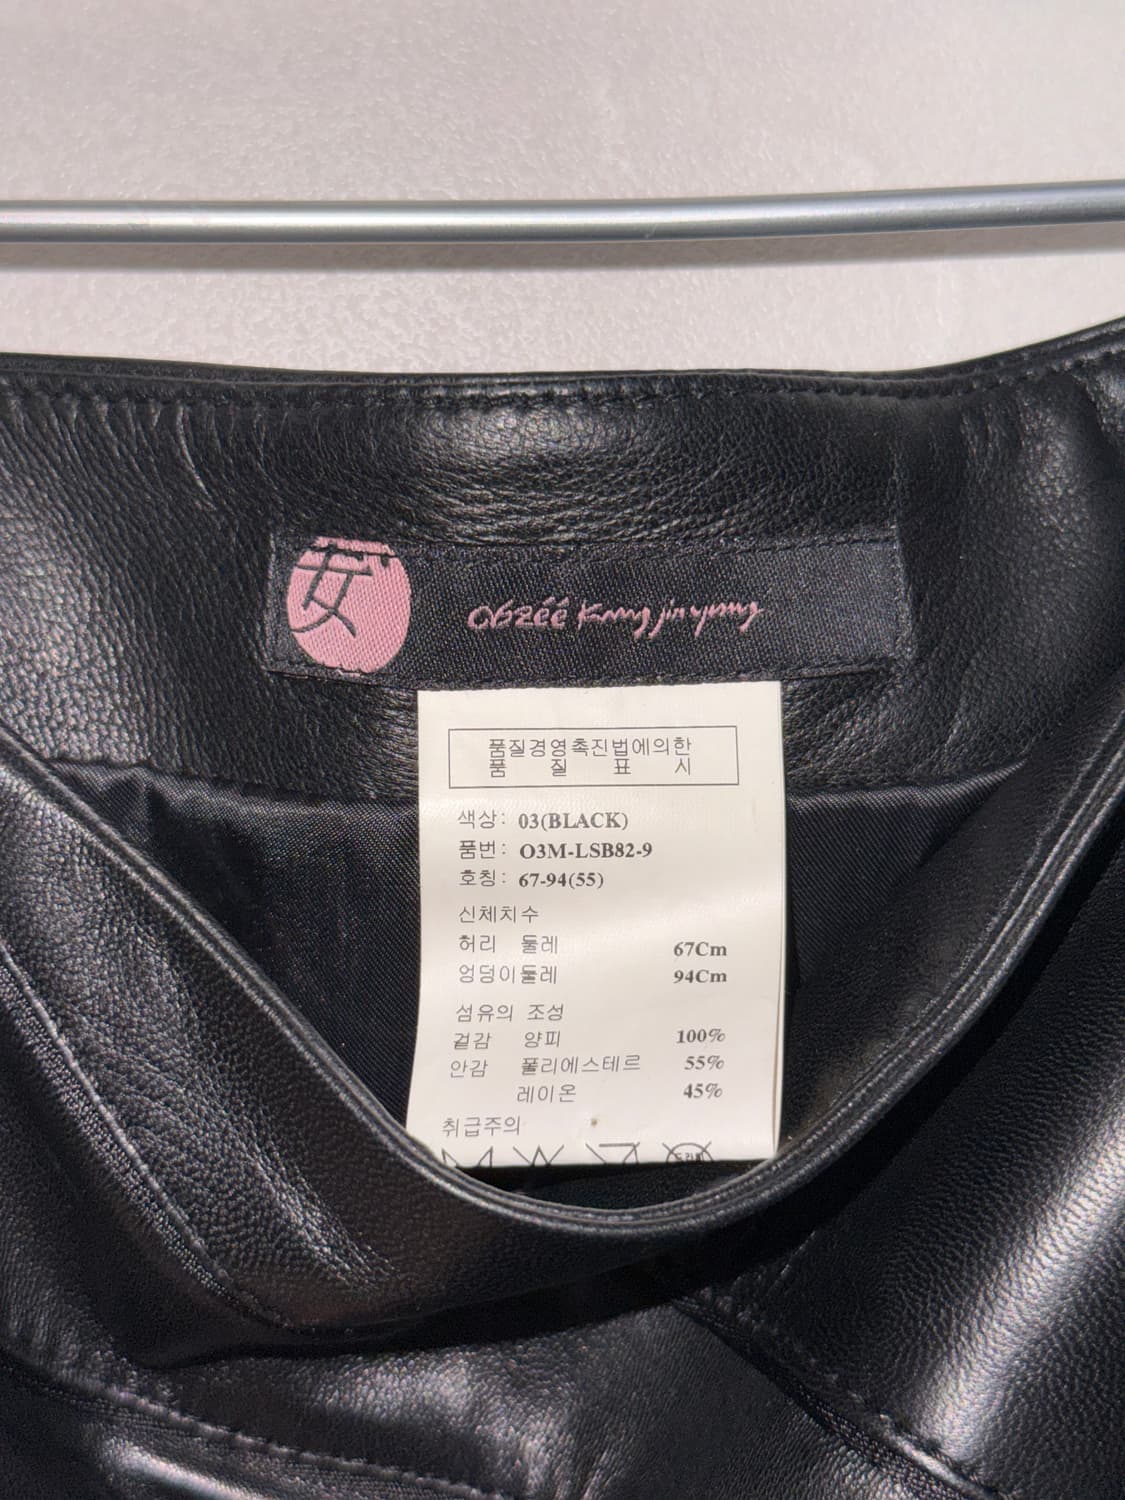 安
Obzéé Kang jin young
품질경영촉진법에의한
품 질 표 시
색상: 03(BLACK)
품번: O3M-LSB82-9
호칭: 67-94(55)
신체치수
허리 둘레 67Cm
엉덩이둘레 94Cm
섬유의 조성
겉감 양피 100%
안감 폴리에스테르 55%
레이온 45%
취급주의